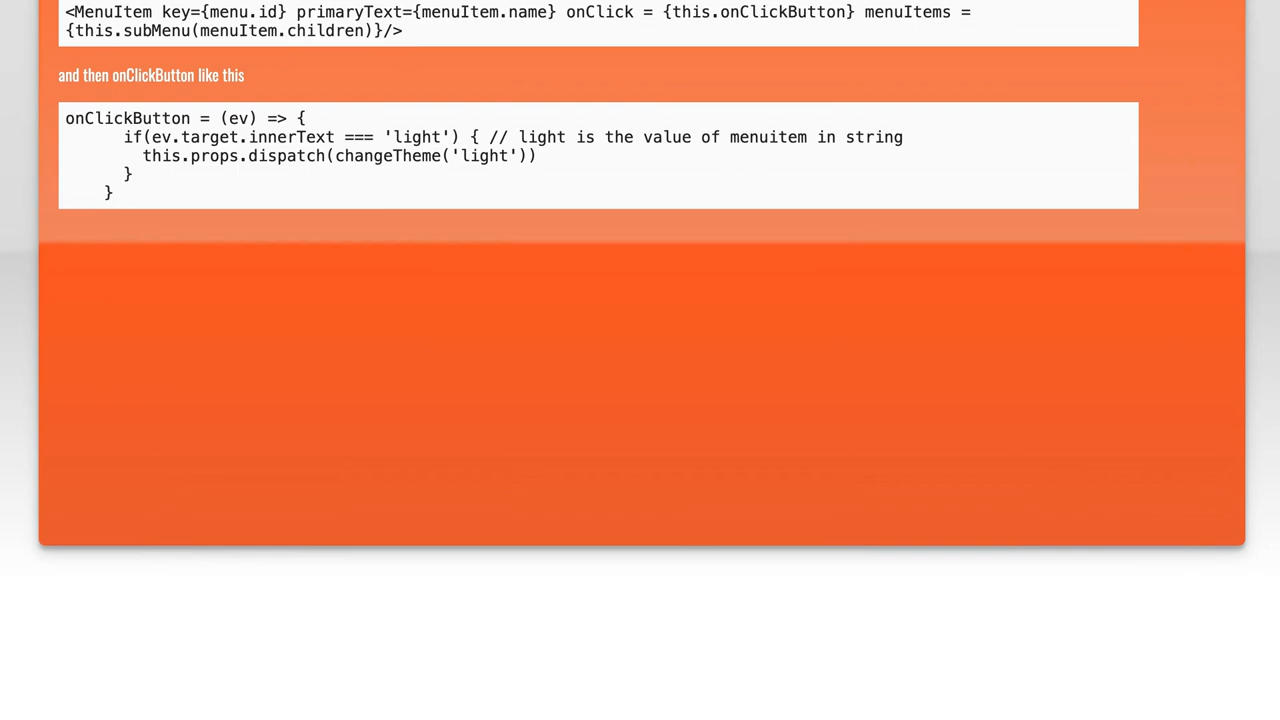 <MenuItem key={menu.id} primaryText={menuItem.name} onClick = {this.onClickButton} menuItems =
{this.subMenu(menuItem.children)}/>
and then onClickButton like this
onClickButton = (ev) => {
      if(ev.target.innerText === 'light') { // light is the value of menuitem in string
        this.props.dispatch(changeTheme('light'))
      }
    }